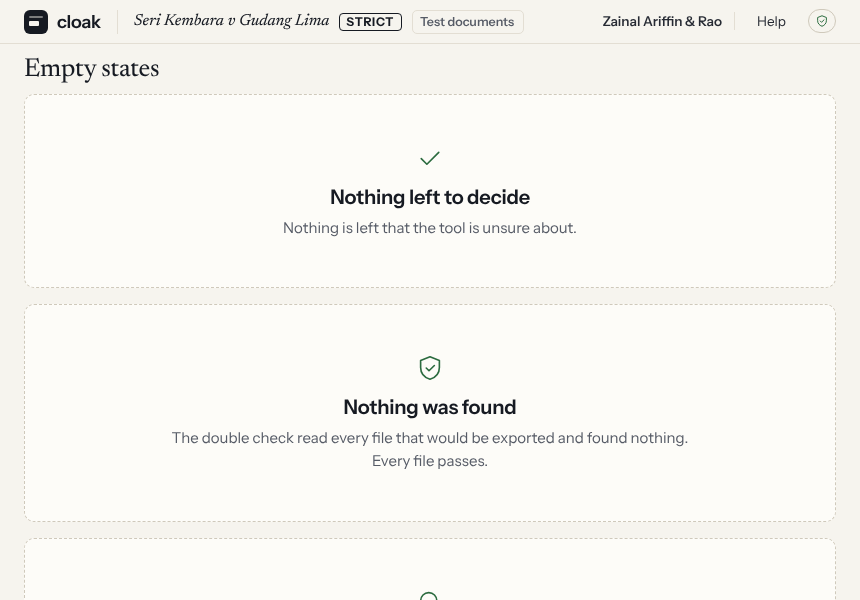 cloak
Seri Kembara v Gudang Lima
STRICT
Test documents
Zainal Ariffin & Rao
Help
Empty states
Nothing left to decide
Nothing is left that the tool is unsure about.
Nothing was found
The double check read every file that would be exported and found nothing.
Every file passes.